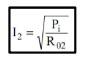 I₂ = √(Pᵢ / R₀₂)